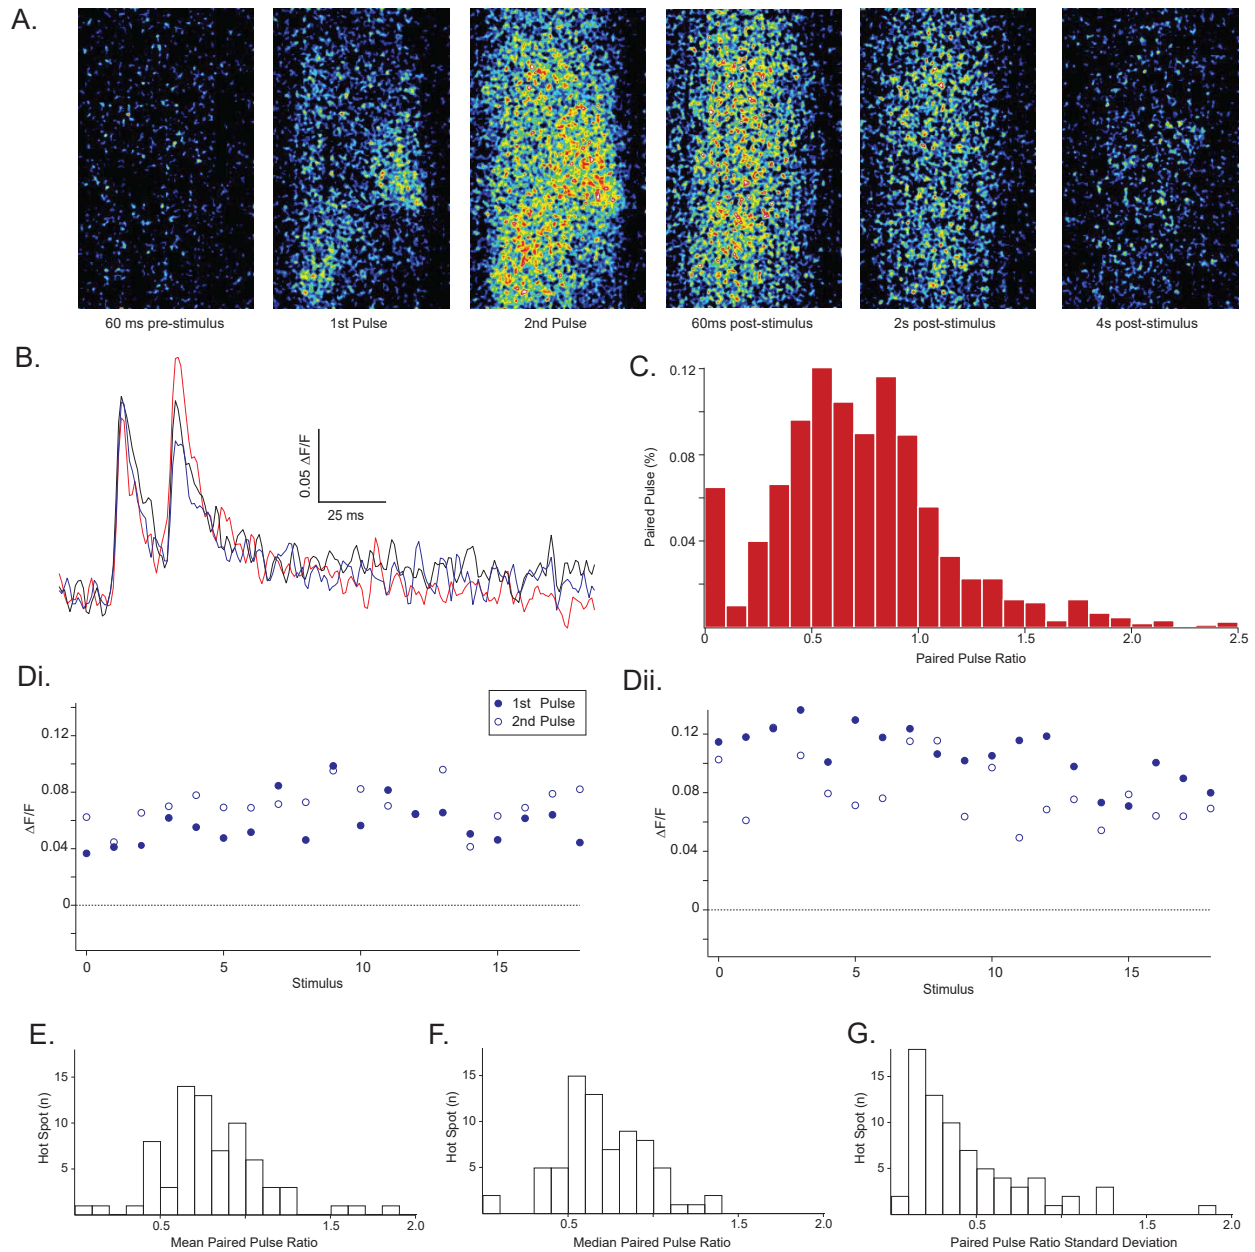 A.
60 ms pre-stimulus
1st Pulse
2nd Pulse
60ms post-stimulus
2s post-stimulus
4s post-stimulus
B.
0.05 ΔF/F
25 ms
C.
0.12
0.08
0.04
Paired Pulse (%)
0 0.5 1.0 1.5 2.0 2.5
Paired Pulse Ratio
Di.
1st Pulse
2nd Pulse
0.12
0.08
0.04
0
ΔF/F
0 5 10 15
Stimulus
Dii.
0.12
0.08
0.04
0
ΔF/F
0 5 10 15
Stimulus
E.
15
10
5
Hot Spot (n)
0.5 1.0 2.0
Mean Paired Pulse Ratio
F.
15
10
5
Hot Spot (n)
0.5 2.0
Median Paired Pulse Ratio
G.
15
10
5
Hot Spot (n)
0.5 2.0
Paired Pulse Ratio Standard Deviation